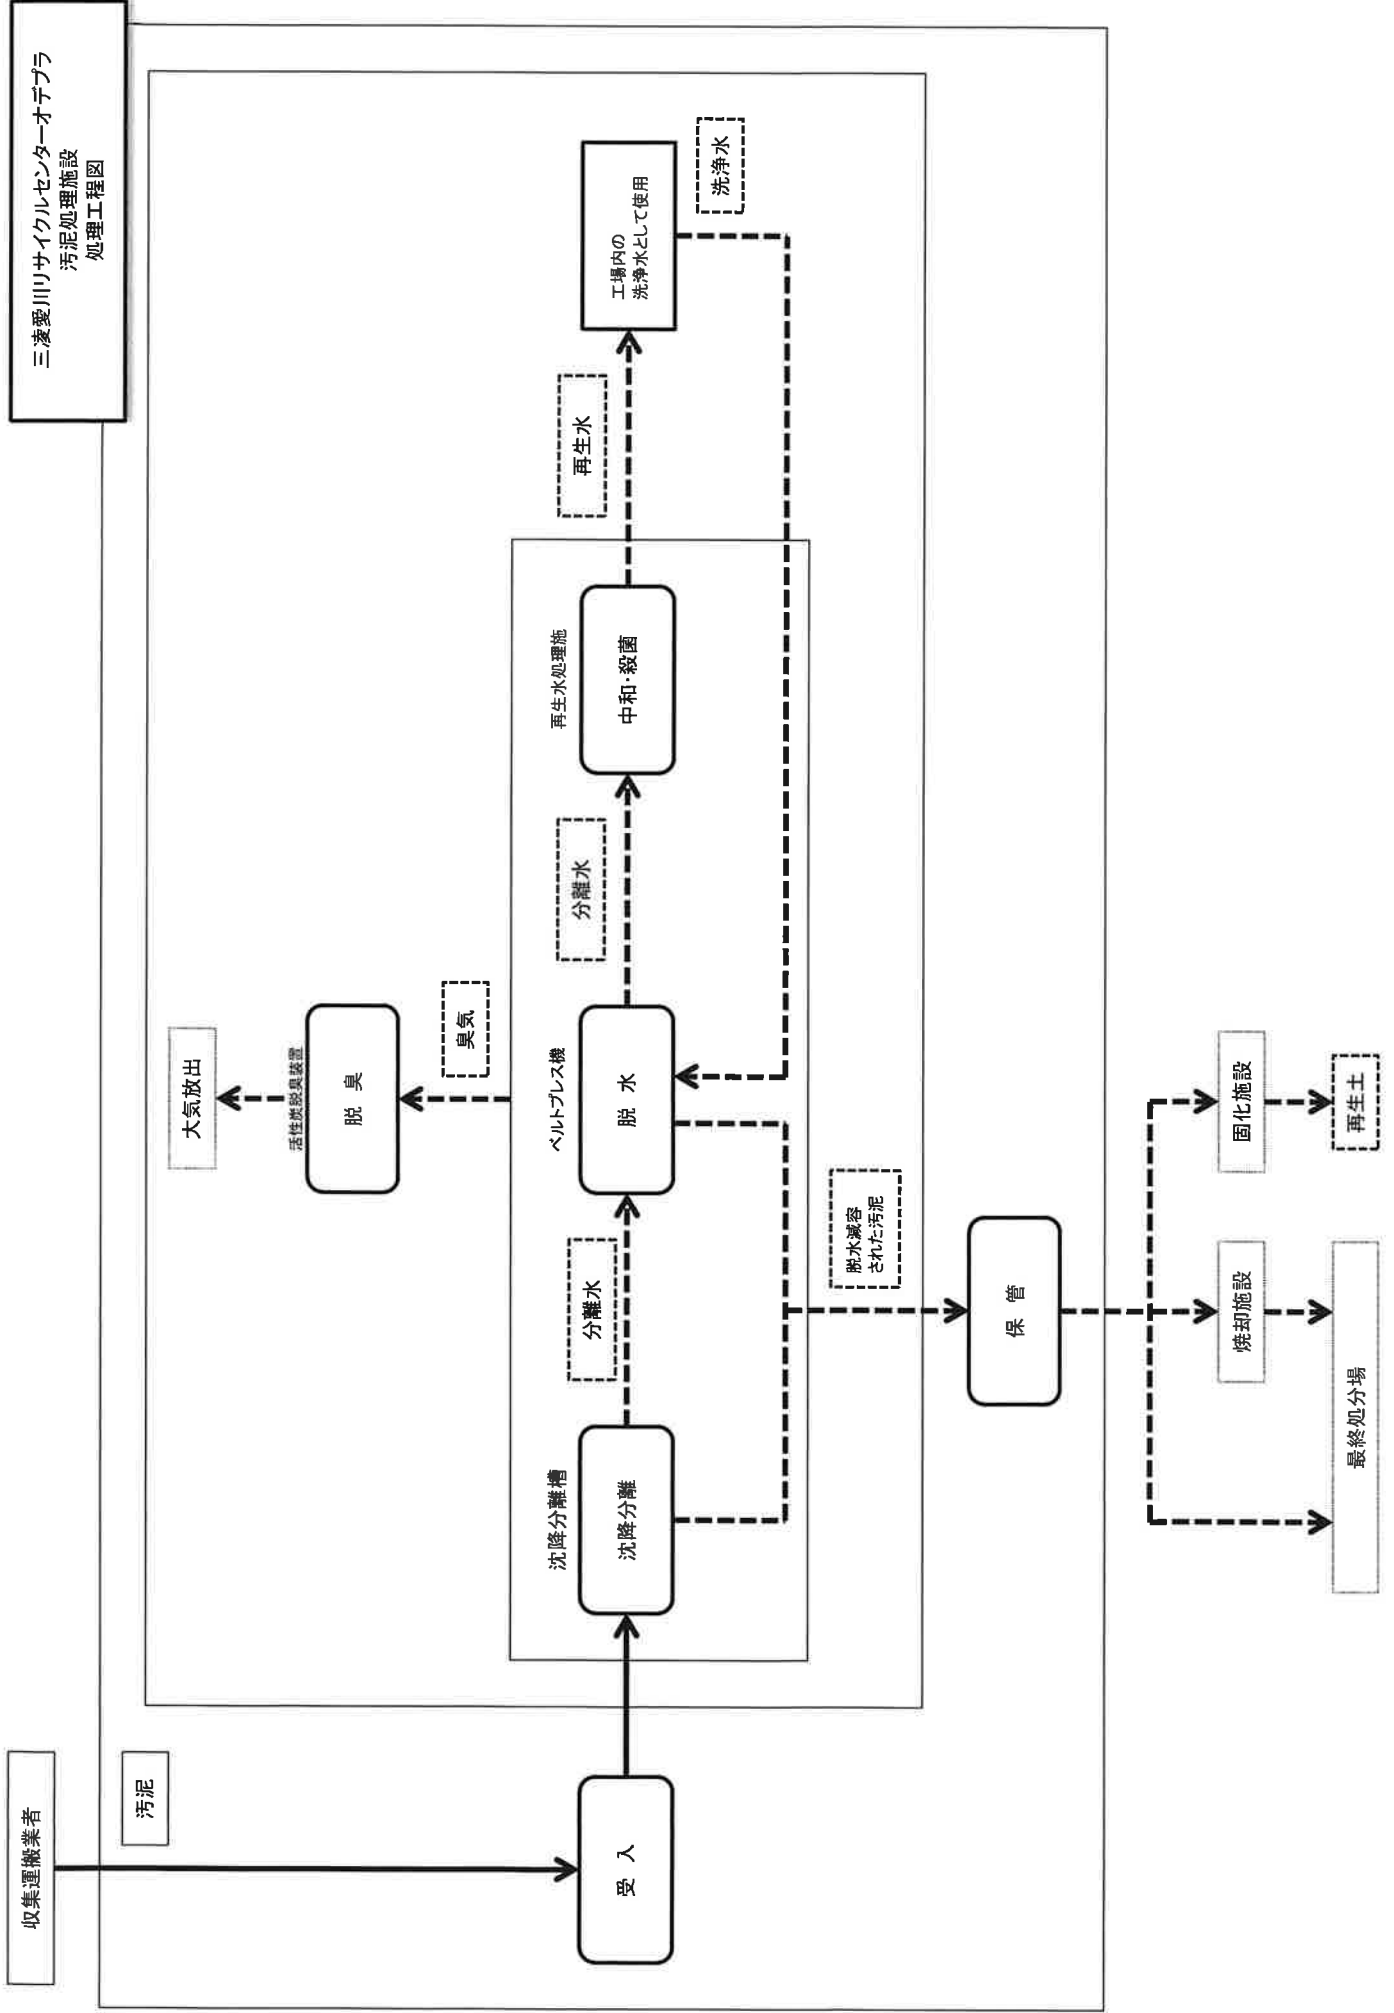 三凌愛川リサイクルセンターオデプラ
汚泥処理施設
処理工程図
収集運搬業者
汚泥
受 入
沈降分離槽
沈降分離
分離水
ベルトプレス機
脱 水
分離水
再生水処理施
中和・殺菌
再生水
工場内の
洗浄水として使用
洗浄水
臭気
活性炭脱臭装置
脱 臭
大気放出
脱水減容
された汚泥
保 管
焼却施設
固化施設
最終処分場
再生土